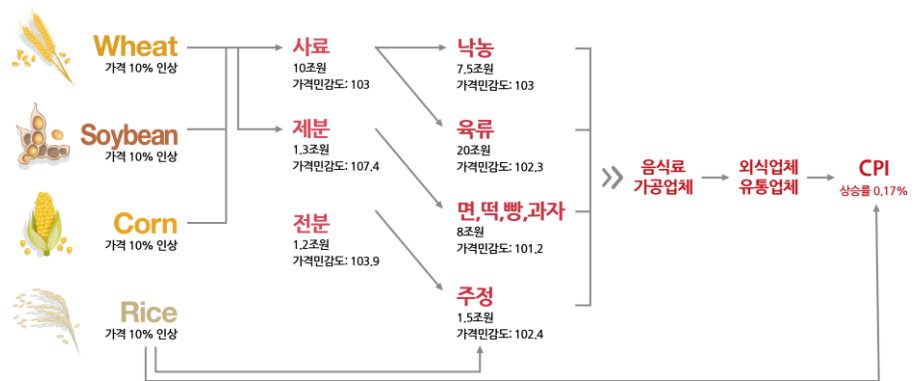 Wheat
가격 10% 인상
Soybean
가격 10% 인상
Corn
가격 10% 인상
Rice
가격 10% 인상
사료
10조원
가격민감도: 103
제분
1.3조원
가격민감도: 107.4
전분
1.2조원
가격민감도: 103.9
낙농
7.5조원
가격민감도: 103
육류
20조원
가격민감도: 102.3
면,떡,빵,과자
8조원
가격민감도: 101.2
주정
1.5조원
가격민감도: 102.4
음식료
가공업체
외식업체
유통업체
CPI
상승률 0.17%